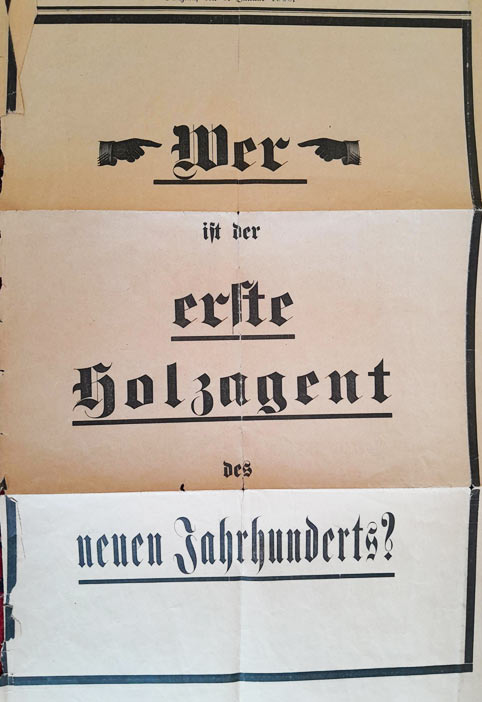 Wer
ist der
erste
Holzagent
des
neuen Jahrhunderts?